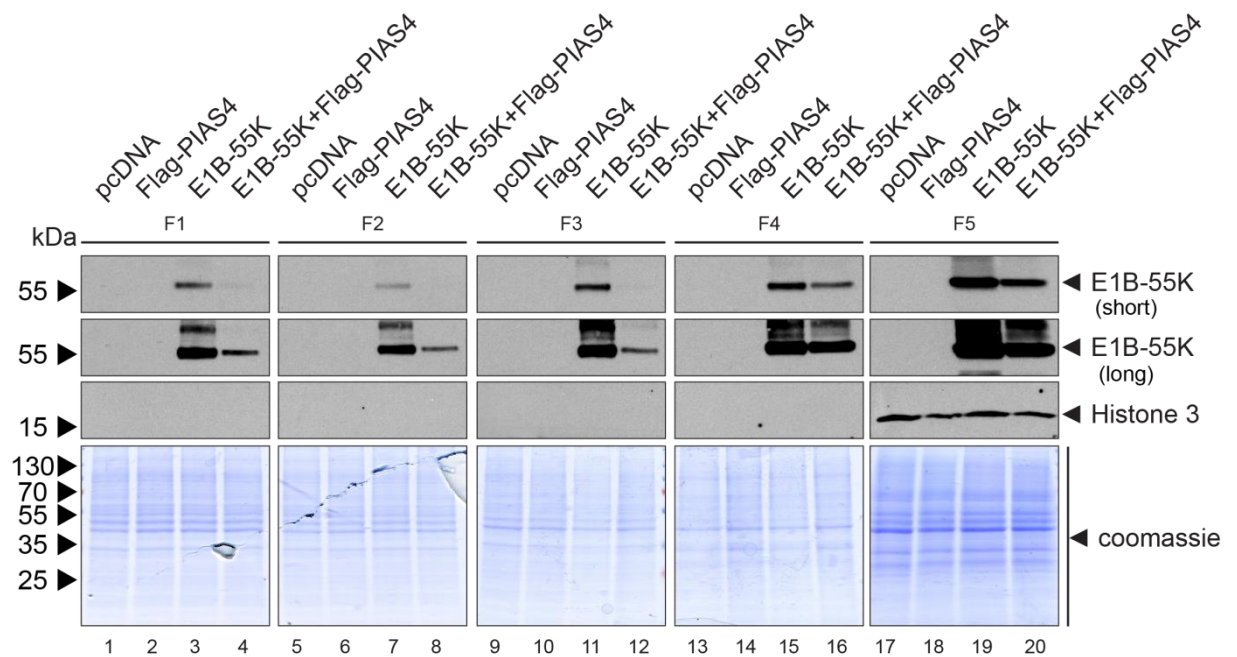 pcDNA Flag-PIAS4 E1B-55K E1B-55K+Flag-PIAS4 pcDNA Flag-PIAS4 E1B-55K E1B-55K+Flag-PIAS4 pcDNA Flag-PIAS4 E1B-55K E1B-55K+Flag-PIAS4 pcDNA Flag-PIAS4 E1B-55K E1B-55K+Flag-PIAS4 pcDNA Flag-PIAS4 E1B-55K E1B-55K+Flag-PIAS4
F1 F2 F3 F4 F5
kDa
55 E1B-55K
(short)
55 E1B-55K
(long)
15 Histone 3
130
70
55
35 coomassie
25
1 2 3 4 5 6 7 8 9 10 11 12 13 14 15 16 17 18 19 20